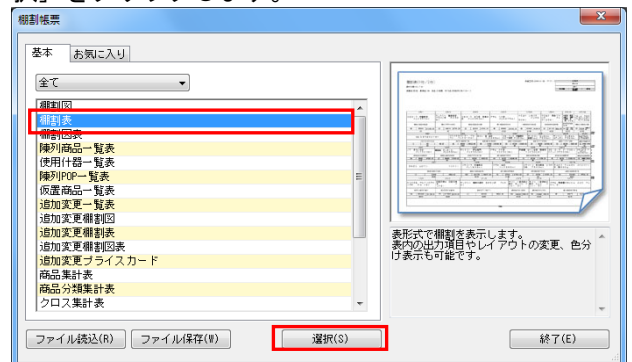 択」をクリックします。
棚割帳票
基本 お気に入り
全て
棚割図
棚割表
棚割図表
陳列商品一覧表
使用什器一覧表
陳列POP一覧表
仮置商品一覧表
追加変更一覧表
追加変更棚割図
追加変更棚割表
追加変更棚割図表
追加変更プライスカード
商品集計表
商品分類集計表
クロス集計表
表形式で棚割を表示します。
表内の出力項目やレイアウトの変更、色分
け表示も可能です。
ファイル読込(R) ファイル保存(W) 選択(S) 終了(E)